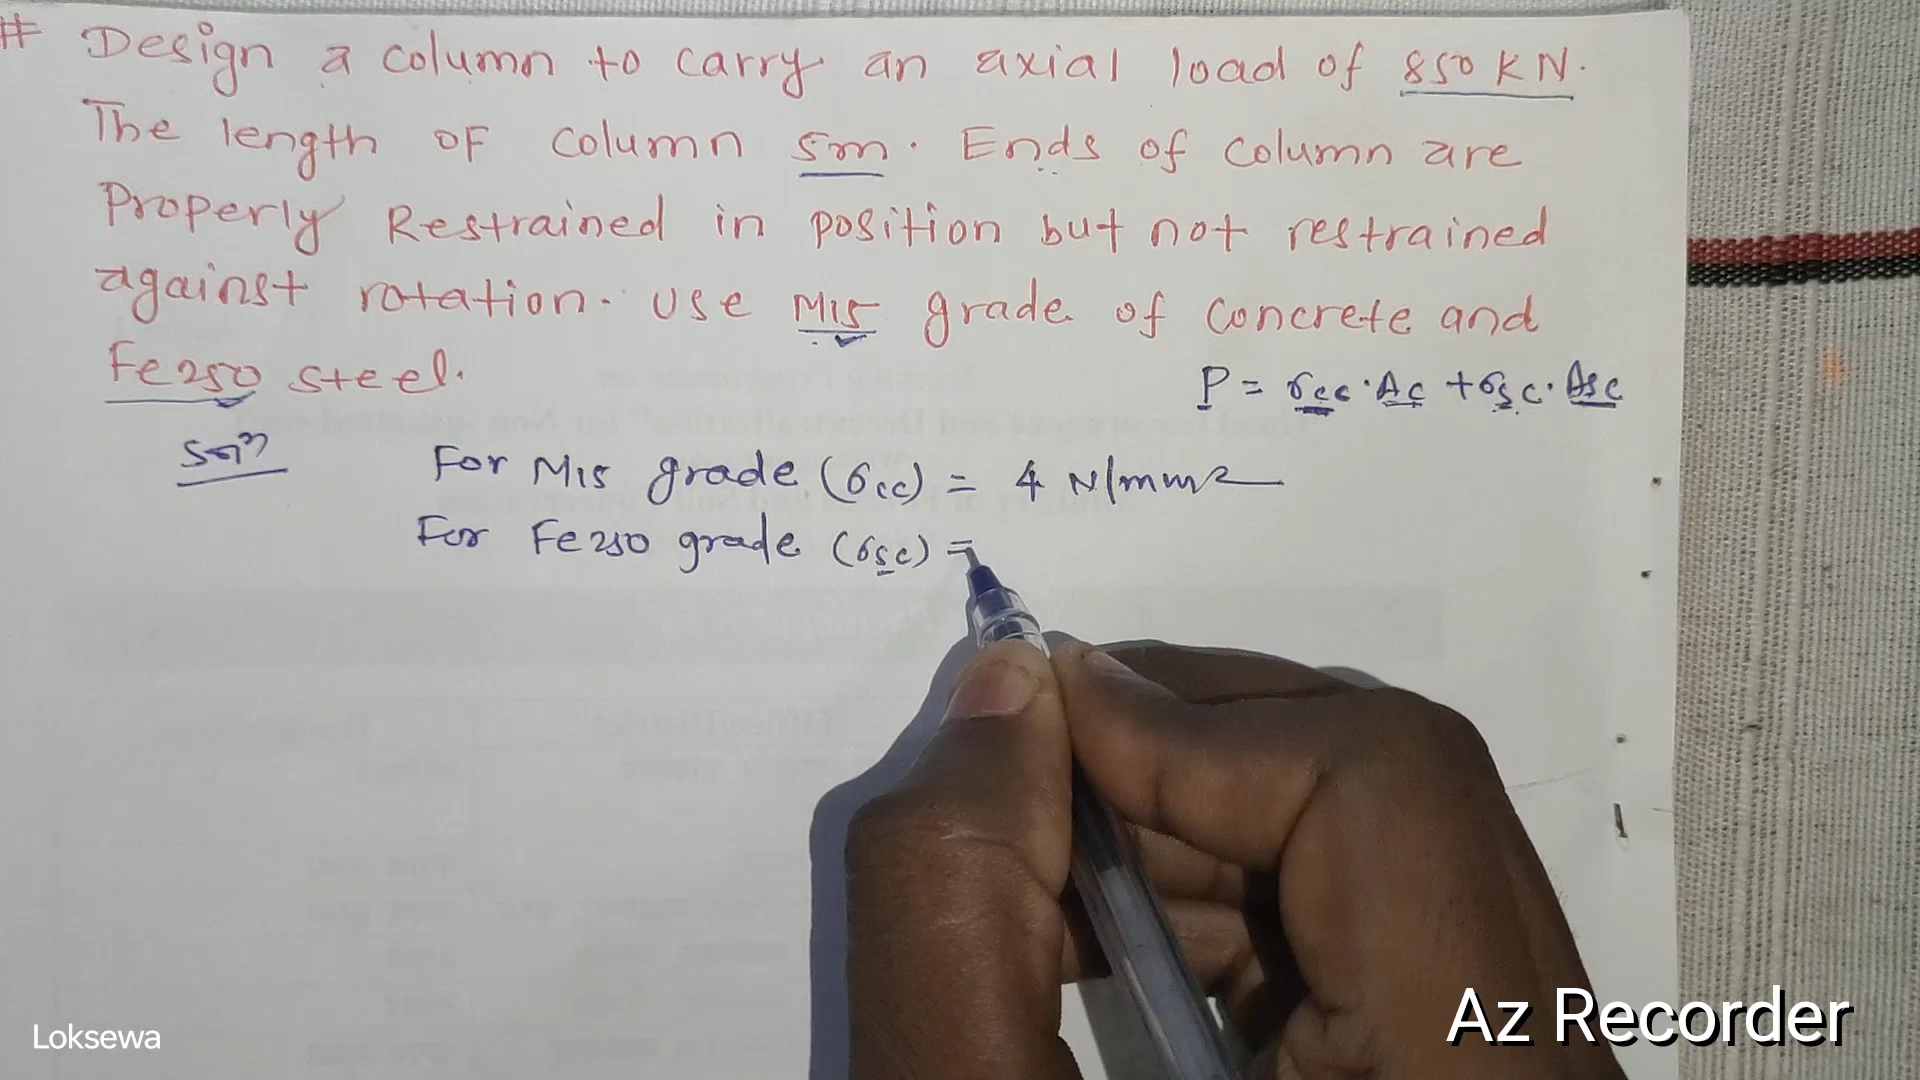 # Design a column to carry an axial load of 850 KN.
The length of column 5m. Ends of column are
Properly Restrained in position but not restrained
against rotation. Use M15 grade of concrete and
Fe250 steel.
P = σcc·Ac + σsc·Asc
Soln
For M15 grade (σcc) = 4 N/mm2
For Fe250 grade (σsc) =
Az Recorder
Loksewa